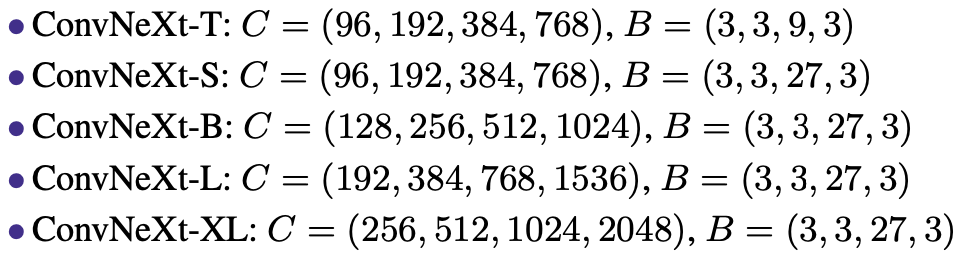 • ConvNeXt-T: C = (96, 192, 384, 768), B = (3, 3, 9, 3)
• ConvNeXt-S: C = (96, 192, 384, 768), B = (3, 3, 27, 3)
• ConvNeXt-B: C = (128, 256, 512, 1024), B = (3, 3, 27, 3)
• ConvNeXt-L: C = (192, 384, 768, 1536), B = (3, 3, 27, 3)
• ConvNeXt-XL: C = (256, 512, 1024, 2048), B = (3, 3, 27, 3)